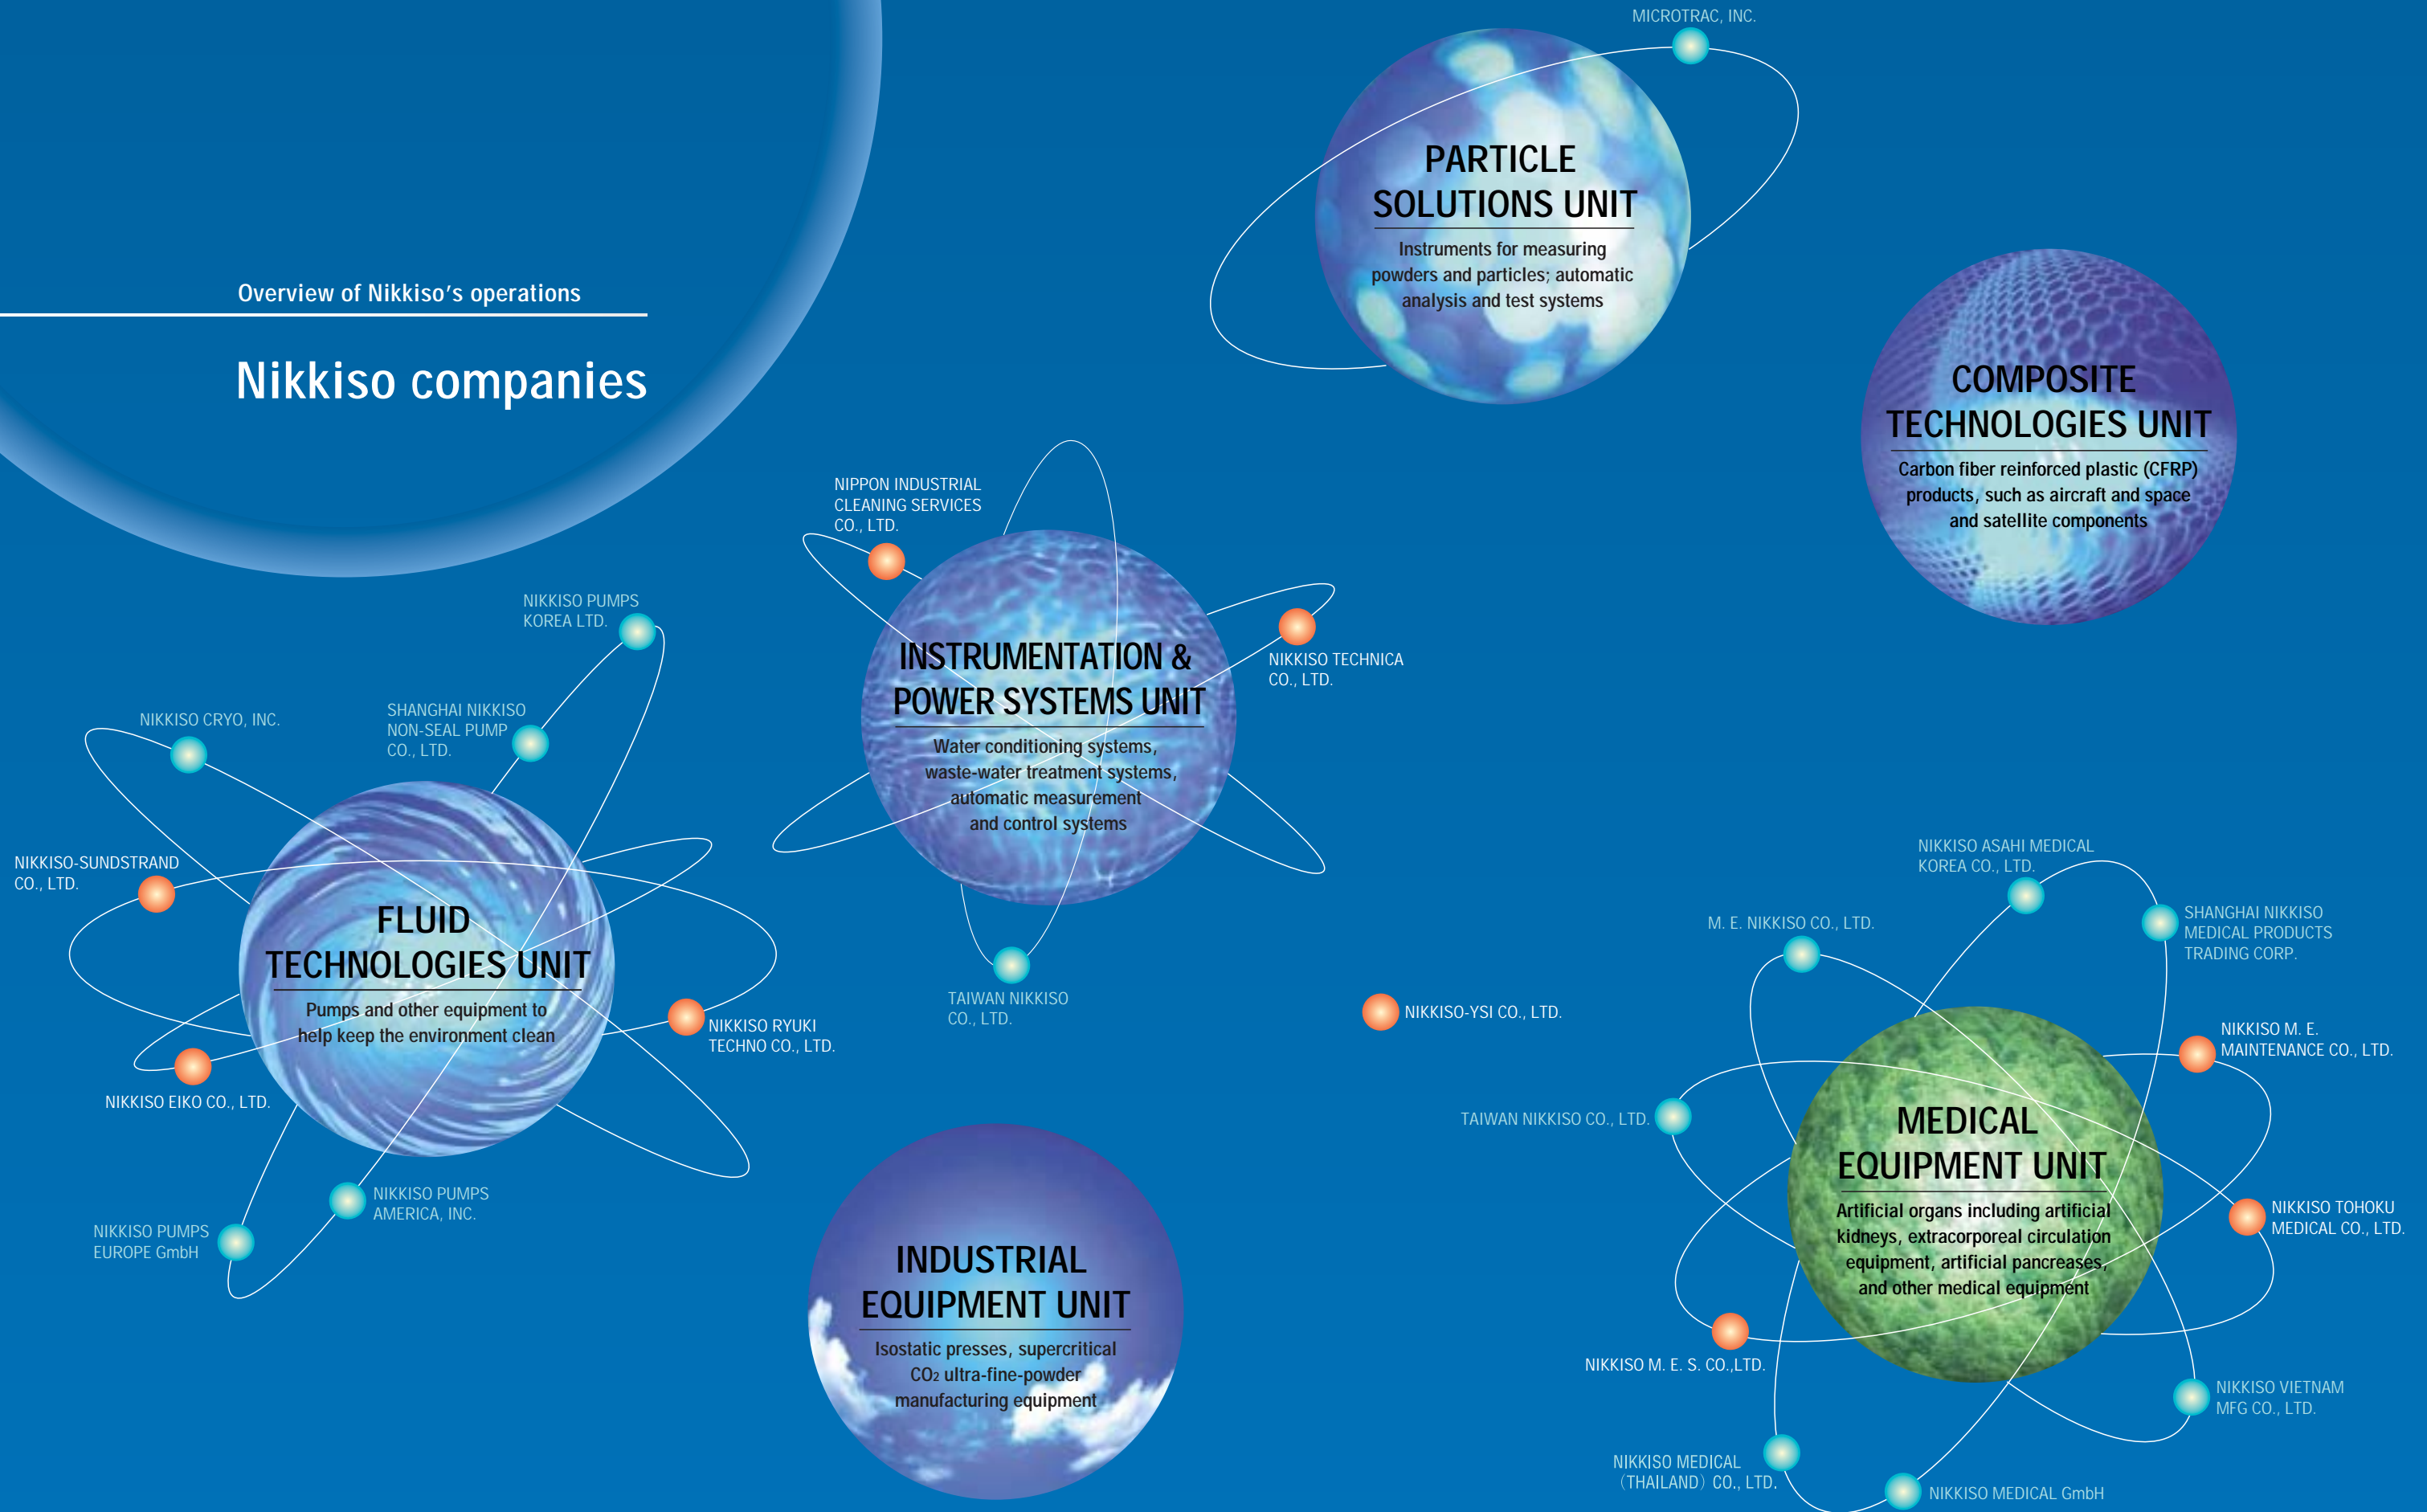 Overview of Nikkiso's operations
Nikkiso companies
MICROTRAC, INC.
PARTICLE
SOLUTIONS UNIT
Instruments for measuring
powders and particles; automatic
analysis and test systems
COMPOSITE
TECHNOLOGIES UNIT
Carbon fiber reinforced plastic (CFRP)
products, such as aircraft and space
and satellite components
NIPPON INDUSTRIAL
CLEANING SERVICES
CO., LTD.
NIKKISO TECHNICA
CO., LTD.
INSTRUMENTATION &
POWER SYSTEMS UNIT
Water conditioning systems,
waste-water treatment systems,
automatic measurement
and control systems
TAIWAN NIKKISO
CO., LTD.
NIKKISO PUMPS
KOREA LTD.
SHANGHAI NIKKISO
NON-SEAL PUMP
CO., LTD.
NIKKISO CRYO, INC.
NIKKISO-SUNDSTRAND
CO., LTD.
FLUID
TECHNOLOGIES UNIT
Pumps and other equipment to
help keep the environment clean
NIKKISO RYUKI
TECHNO CO., LTD.
NIKKISO EIKO CO., LTD.
NIKKISO PUMPS
AMERICA, INC.
NIKKISO PUMPS
EUROPE GmbH
INDUSTRIAL
EQUIPMENT UNIT
Isostatic presses, supercritical
CO2 ultra-fine-powder
manufacturing equipment
NIKKISO-YSI CO., LTD.
NIKKISO ASAHI MEDICAL
KOREA CO., LTD.
SHANGHAI NIKKISO
MEDICAL PRODUCTS
TRADING CORP.
M. E. NIKKISO CO., LTD.
NIKKISO M. E.
MAINTENANCE CO., LTD.
TAIWAN NIKKISO CO., LTD.
MEDICAL
EQUIPMENT UNIT
Artificial organs including artificial
kidneys, extracorporeal circulation
equipment, artificial pancreases,
and other medical equipment
NIKKISO TOHOKU
MEDICAL CO., LTD.
NIKKISO M. E. S. CO.,LTD.
NIKKISO VIETNAM
MFG CO., LTD.
NIKKISO MEDICAL
（THAILAND）CO., LTD.
NIKKISO MEDICAL GmbH